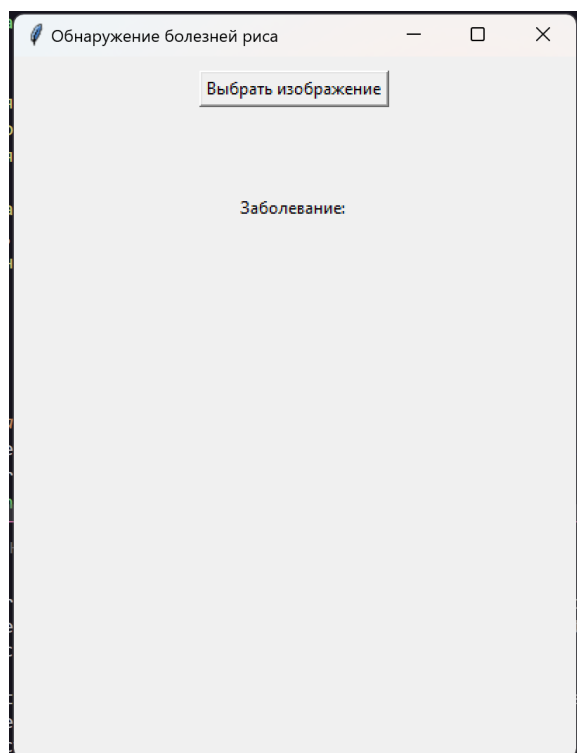 Обнаружение болезней риса
Выбрать изображение
Заболевание: